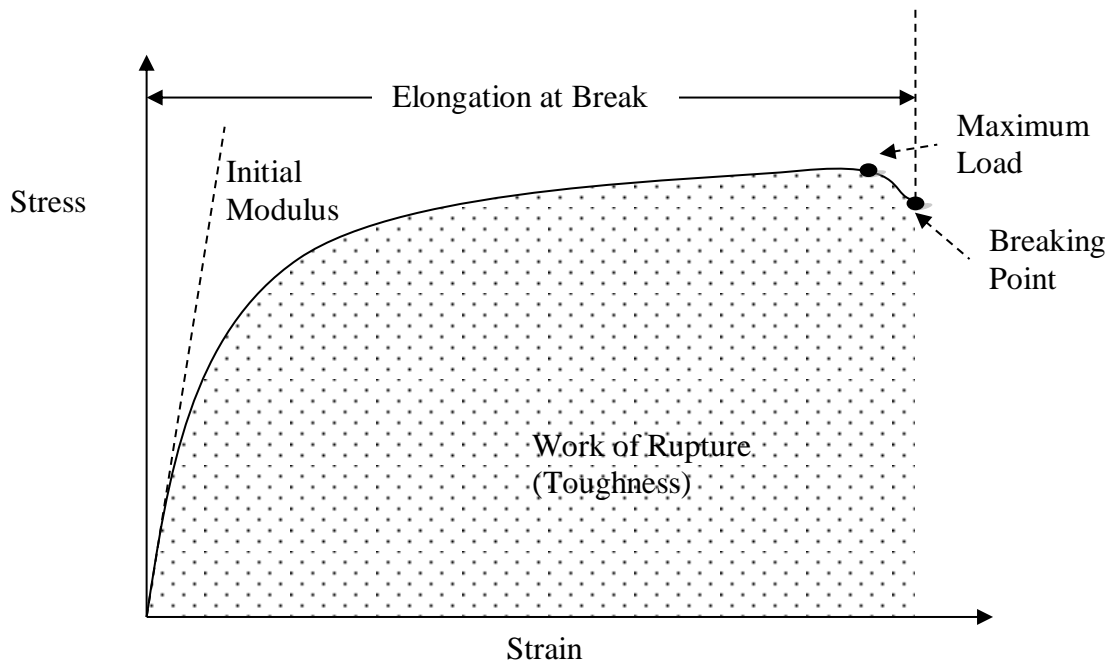 Elongation at Break
Maximum
Load
Initial
Modulus
Stress
Breaking
Point
Work of Rupture
(Toughness)
Strain